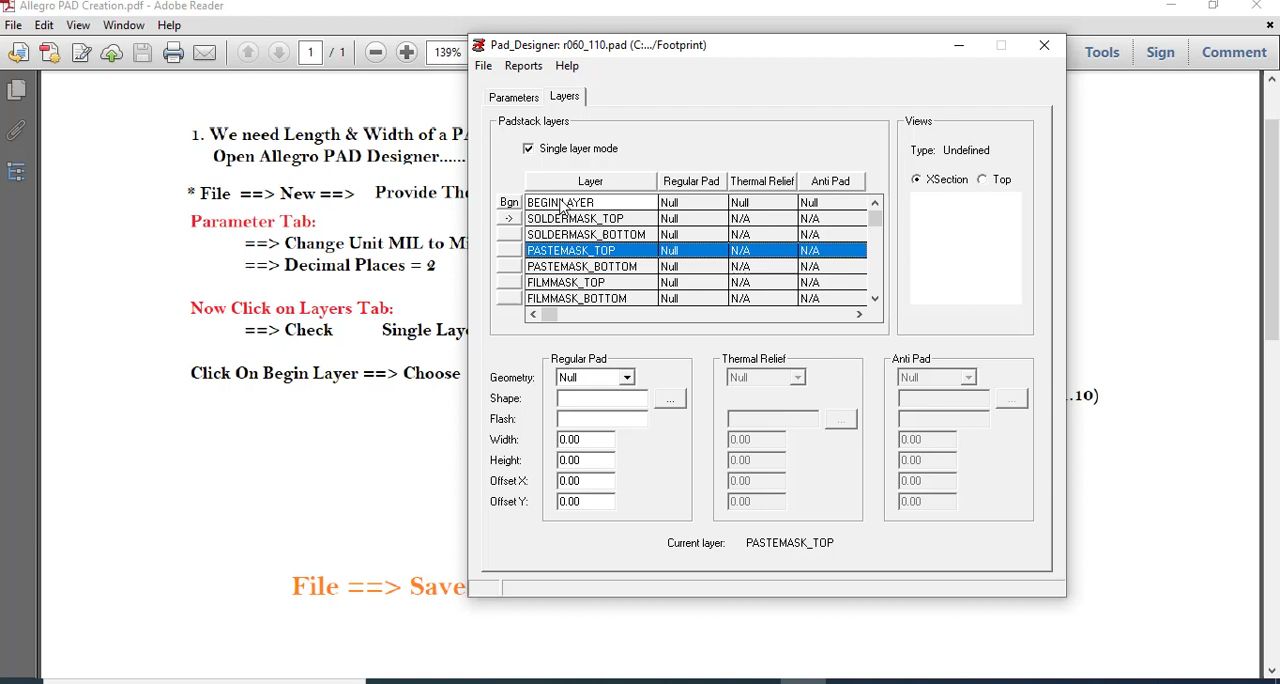 Allegro PAD Creation.pdf - Adobe Reader
File Edit View Window Help
1 / 1 139% Tools Sign Comment
1. We need Length & Width of a PA
Open Allegro PAD Designer......
* File ==> New ==> Provide The
Parameter Tab:
==> Change Unit MIL to Mi
==> Decimal Places = 2
Now Click on Layers Tab:
==> Check Single Laye
Click On Begin Layer ==> Choose
.10)
File ==> Save
Pad_Designer: r060_110.pad (C:.../Footprint)
File Reports Help
Parameters Layers
Padstack layers
Single layer mode
Layer Regular Pad Thermal Relief Anti Pad
Bgn BEGIN LAYER Null Null Null
-> SOLDERMASK_TOP Null N/A N/A
SOLDERMASK_BOTTOM Null N/A N/A
PASTEMASK_TOP Null N/A N/A
PASTEMASK_BOTTOM Null N/A N/A
FILMMASK_TOP Null N/A N/A
FILMMASK_BOTTOM Null N/A N/A
Views
Type: Undefined
XSection Top
Regular Pad Thermal Relief Anti Pad
Geometry: Null Null Null
Shape: ... ...
Flash: ...
Width: 0.00 0.00 0.00
Height: 0.00 0.00 0.00
Offset X: 0.00 0.00 0.00
Offset Y: 0.00 0.00 0.00
Current layer: PASTEMASK_TOP